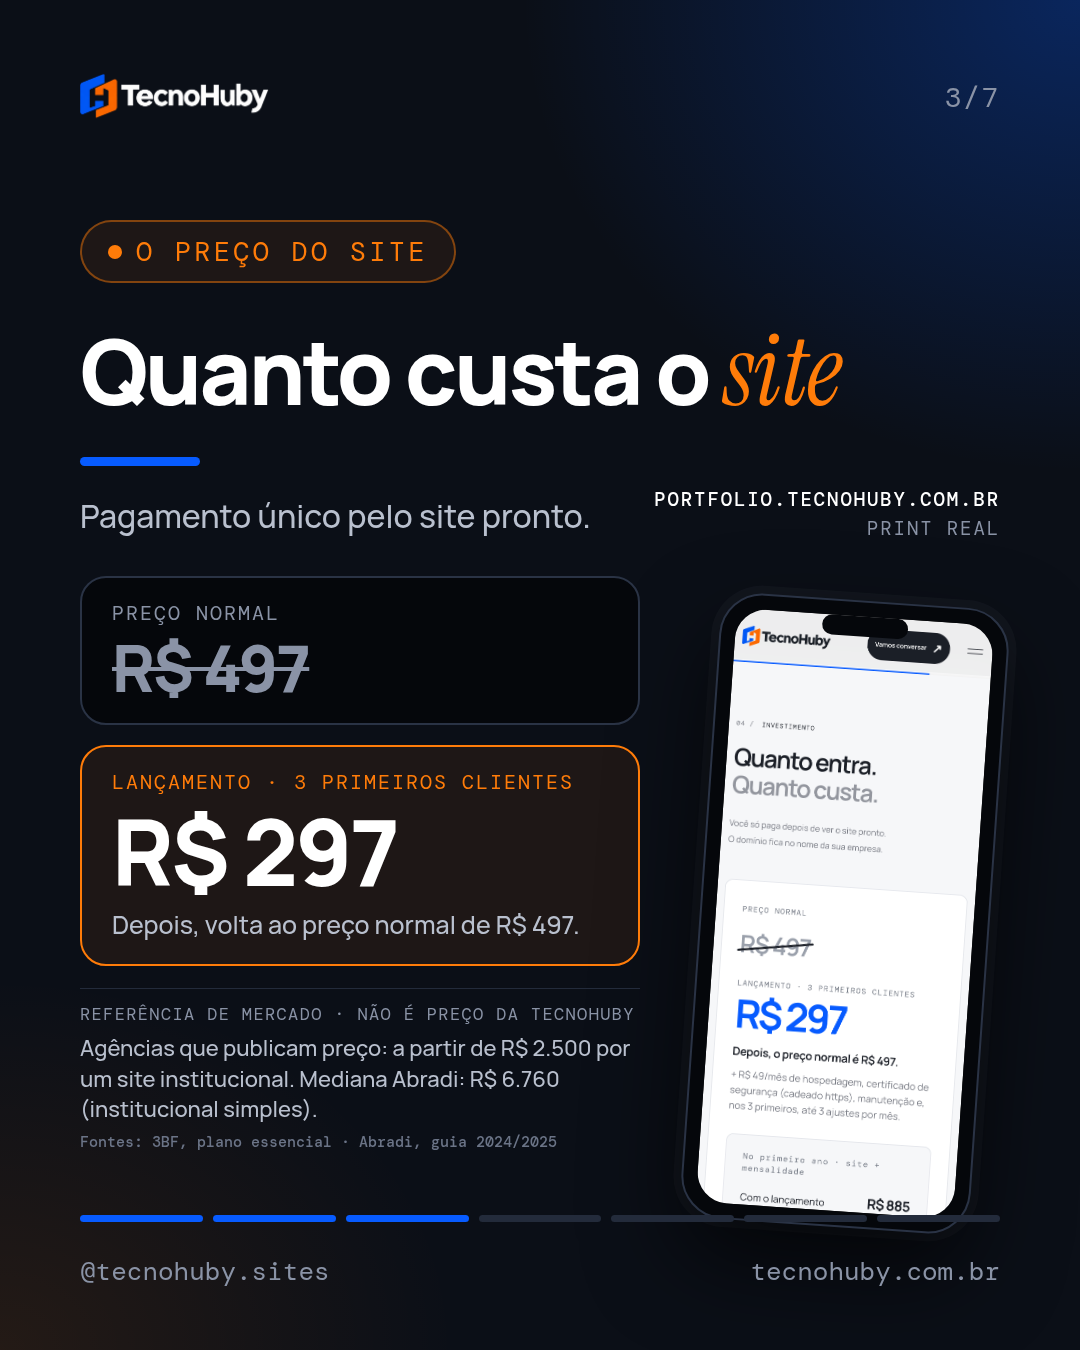 TecnoHuby
3/7
O PREÇO DO SITE
Quanto custa o site
Pagamento único pelo site pronto.
PORTFOLIO.TECNOHUBY.COM.BR
PRINT REAL
PREÇO NORMAL
R$ 497
LANÇAMENTO · 3 PRIMEIROS CLIENTES
R$ 297
Depois, volta ao preço normal de R$ 497.
REFERÊNCIA DE MERCADO · NÃO É PREÇO DA TECNOHUBY
Agências que publicam preço: a partir de R$ 2.500 por
um site institucional. Mediana Abradi: R$ 6.760
(institucional simples).
Fontes: 3BF, plano essencial · Abradi, guia 2024/2025
TecnoHuby
Vamos conversar ↗
04 / INVESTIMENTO
Quanto entra.
Quanto custa.
Você só paga depois de ver o site pronto.
O domínio fica no nome da sua empresa.
PREÇO NORMAL
R$ 497
LANÇAMENTO · 3 PRIMEIROS CLIENTES
R$ 297
Depois, o preço normal é R$ 497.
+ R$ 49/mês de hospedagem, certificado de
segurança (cadeado https), manutenção e,
nos 3 primeiros, até 3 ajustes por mês.
No primeiro ano · site +
mensalidade
Com o lançamento R$ 885
@tecnohuby.sites
tecnohuby.com.br